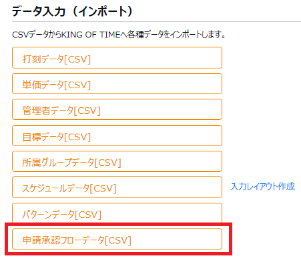 データ入力（インポート）
CSVデータからKING OF TIMEへ各種データをインポートします。
打刻データ[CSV]
単価データ[CSV]
管理者データ[CSV]
目標データ[CSV]
所属グループデータ[CSV]
スケジュールデータ[CSV] 入力レイアウト作成
パターンデータ[CSV]
申請承認フローデータ[CSV]